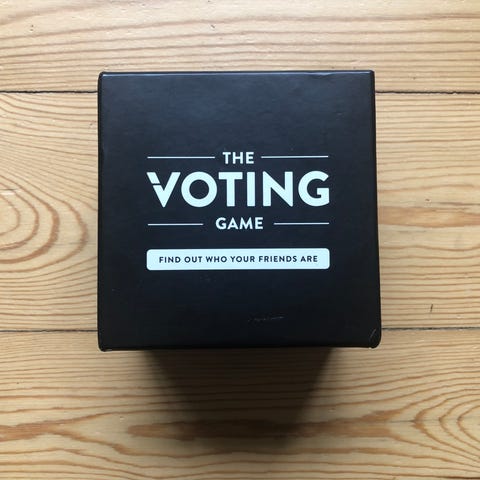 THE
VOTING
GAME
FIND OUT WHO YOUR FRIENDS ARE